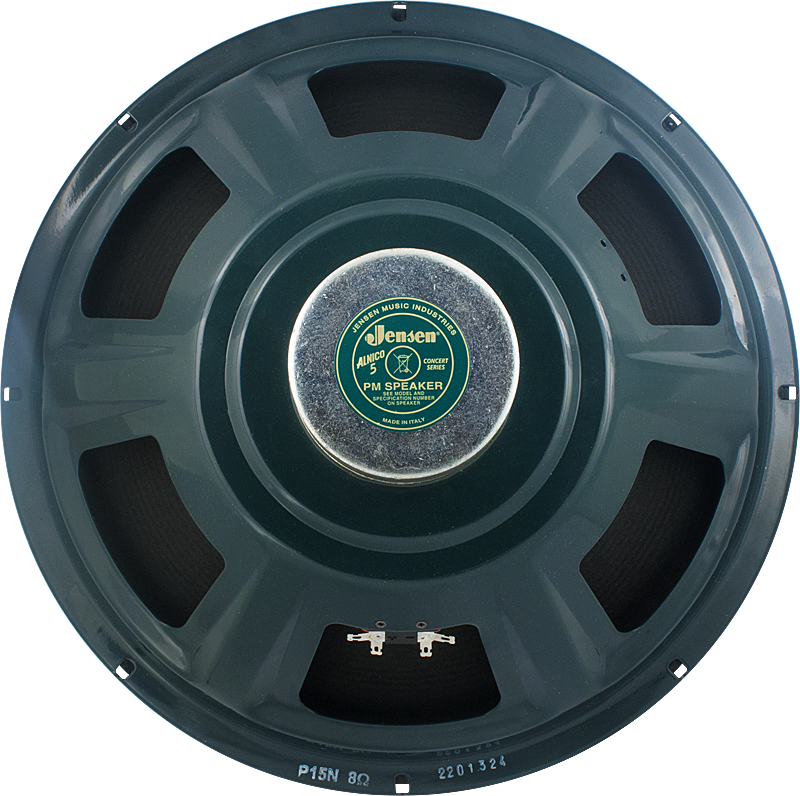 JENSEN MUSIC INDUSTRIES
Jensen®
ALNICO
5
CONCERT
SERIES
PM SPEAKER
SEE MODEL AND
SPECIFICATION NUMBER
ON SPEAKER
MADE IN ITALY
P15N 8Ω
2201324